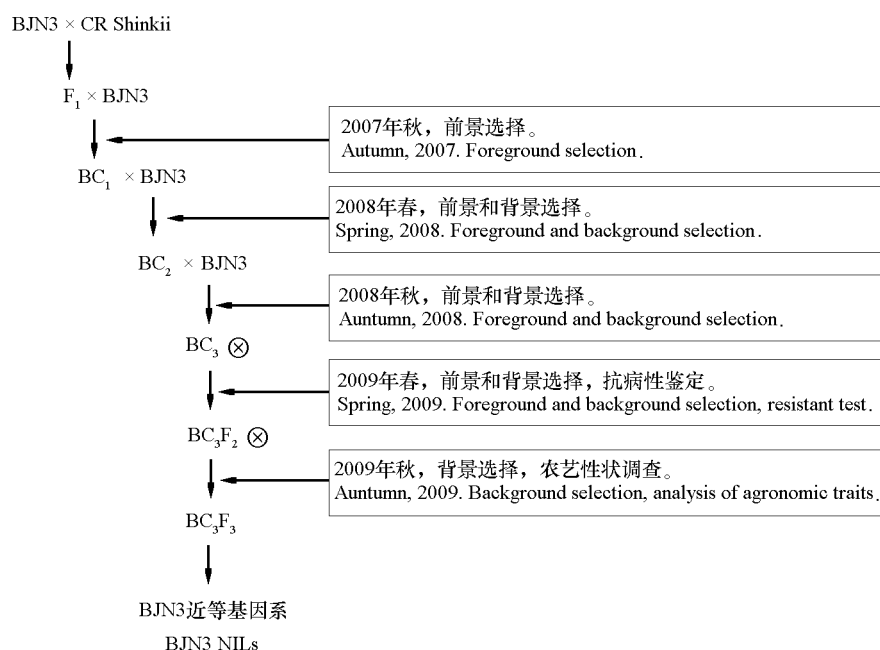 BJN3 × CR Shinkii
F₁ × BJN3
2007年秋，前景选择。
Autumn, 2007. Foreground selection.
BC₁ × BJN3
2008年春，前景和背景选择。
Spring, 2008. Foreground and background selection.
BC₂ × BJN3
2008年秋，前景和背景选择。
Auntumn, 2008. Foreground and background selection.
BC₃ ⊗
2009年春，前景和背景选择，抗病性鉴定。
Spring, 2009. Foreground and background selection, resistant test.
BC₃F₂ ⊗
2009年秋，背景选择，农艺性状调查。
Auntumn, 2009. Background selection, analysis of agronomic traits.
BC₃F₃
BJN3近等基因系
BJN3 NILs